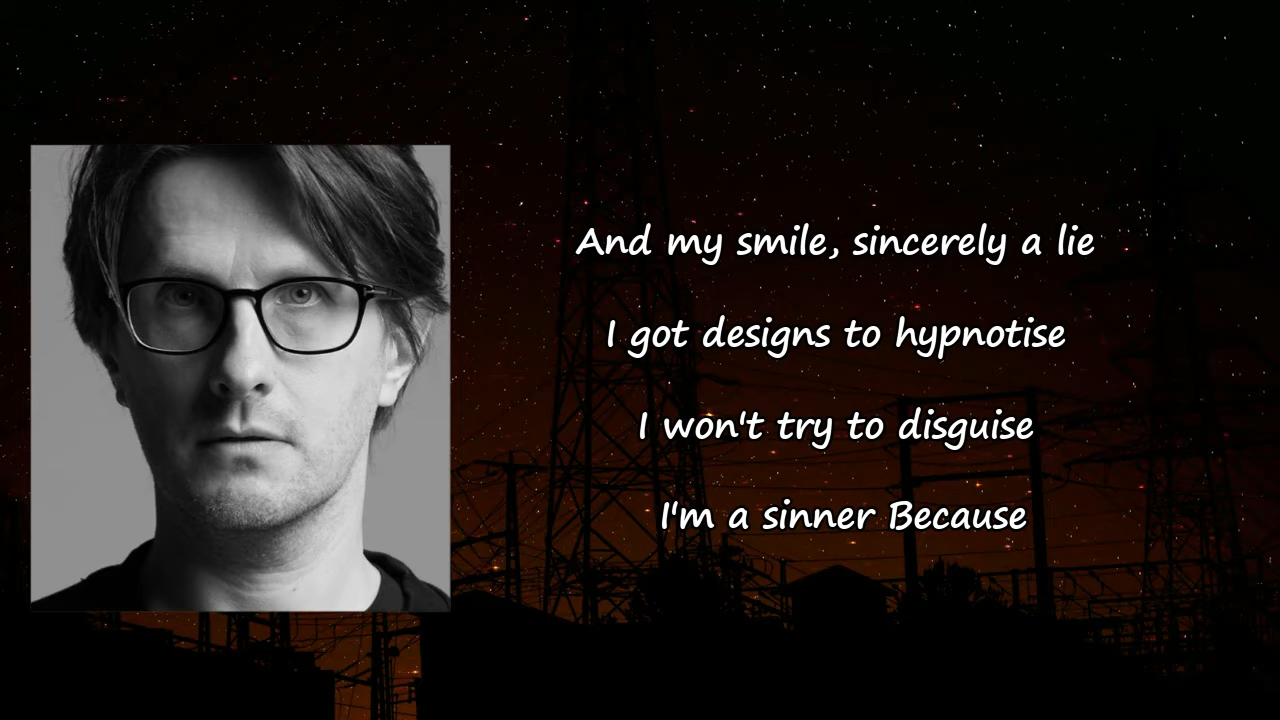 And my smile, sincerely a lie
I got designs to hypnotise
I won't try to disguise
I'm a sinner Because